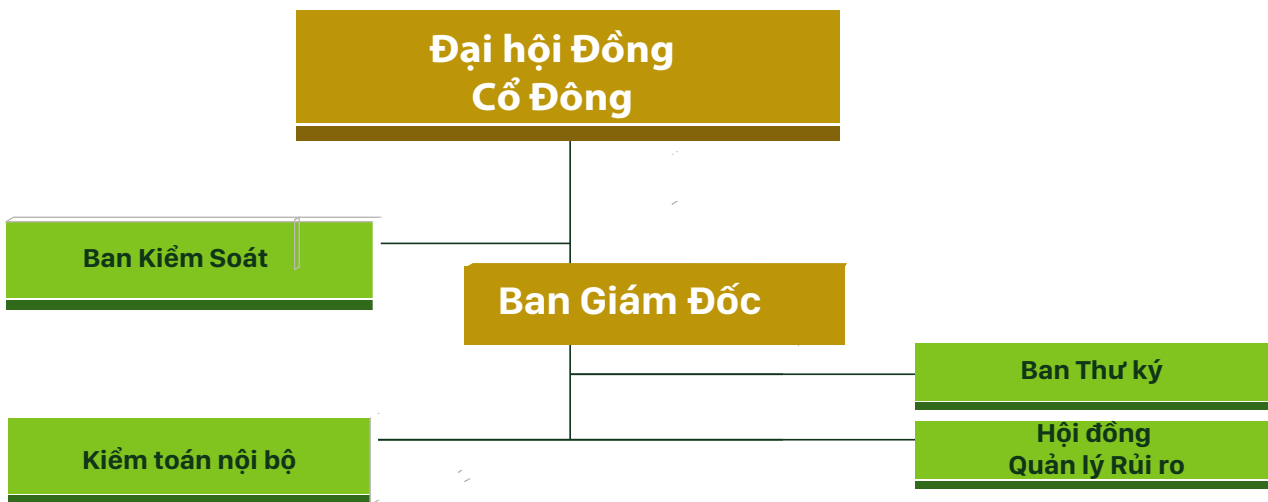 Đại hội Đồng
Cổ Đông
Ban Kiểm Soát
Ban Giám Đốc
Ban Thư ký
Kiểm toán nội bộ
Hội đồng
Quản lý Rủi ro